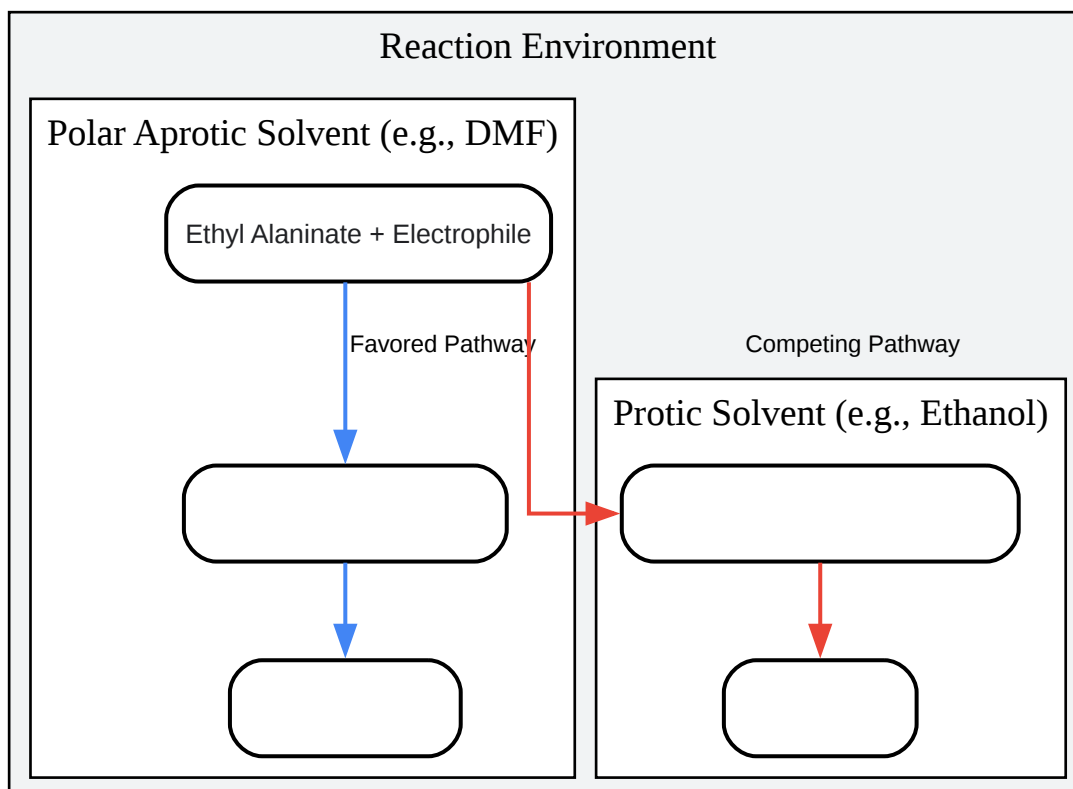 Reaction Environment
Polar Aprotic Solvent (e.g., DMF)
Ethyl Alaninate + Electrophile
Favored Pathway
Competing Pathway
Protic Solvent (e.g., Ethanol)